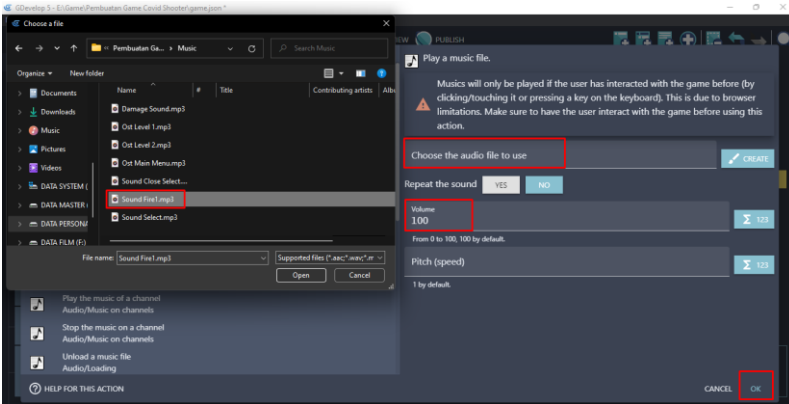 GDevelop 5 - E:\Game\Pembuatan Game Covid Shooter\game.json *
Choose a file
Pembuatan Ga... › Music
Search Music
Organize
New folder
Documents
Downloads
Music
Pictures
Videos
DATA SYSTEM (
DATA MASTER (
DATA PERSONA
DATA FILM (F:)
Name
#
Title
Contributing artists
Damage Sound.mp3
Ost Level 1.mp3
Ost Level 2.mp3
Ost Main Menu.mp3
Sound Close Select....
Sound Fire1.mp3
Sound Select.mp3
File name: Sound Fire1.mp3
Supported files (*.aac;*.wav;*.m
Open
Cancel
Play the music of a channel
Audio/Music on channels
Stop the music on a channel
Audio/Music on channels
Unload a music file
Audio/Loading
HELP FOR THIS ACTION
PUBLISH
Play a music file.
Musics will only be played if the user has interacted with the game before (by
clicking/touching it or pressing a key on the keyboard). This is due to browser
limitations. Make sure to have the user interact with the game before using this
action.
Choose the audio file to use
CREATE
Repeat the sound
YES
NO
Volume
100
Σ 123
From 0 to 100, 100 by default.
Pitch (speed)
Σ 123
1 by default.
CANCEL
OK